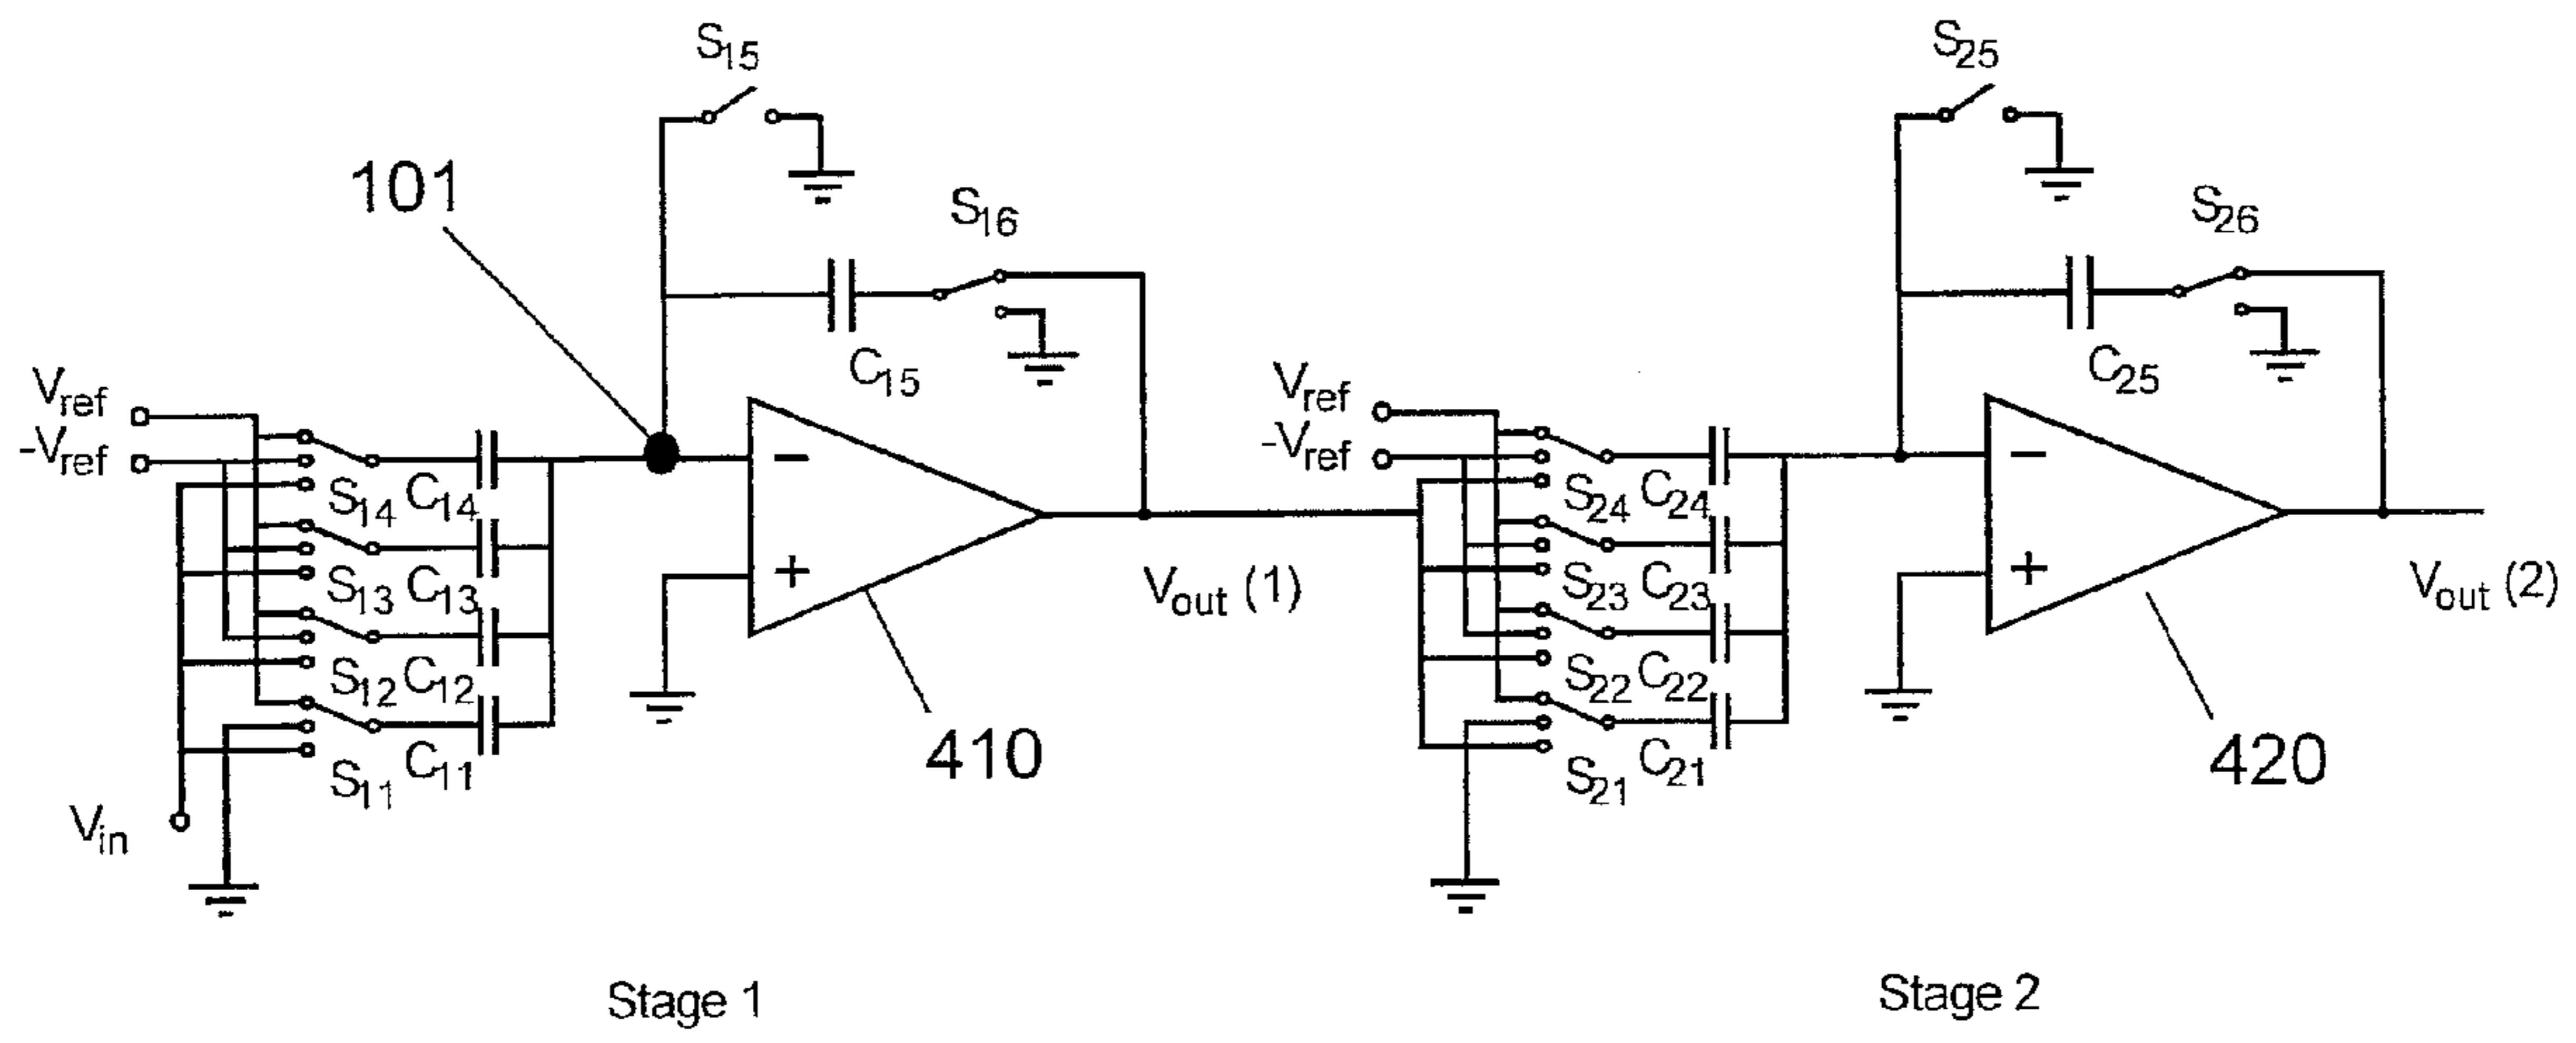 S15
S25
101
S16
S26
C15
C25
Vref
-Vref
Vref
-Vref
S14 C14
S24 C24
S13 C13
S23 C23
S12 C12
S22 C22
S11 C11
S21 C21
Vout (1)
Vout (2)
410
420
Vin
Stage 1
Stage 2